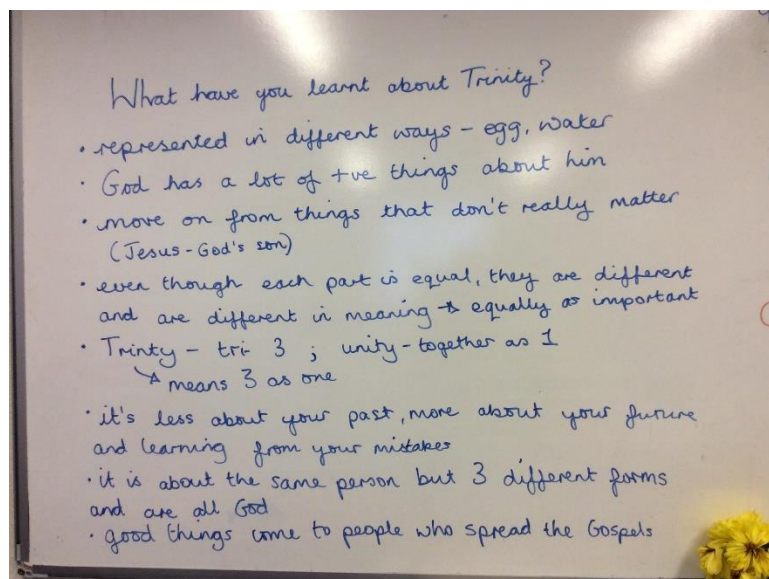 What have you learnt about Trinity?
• represented in different ways - egg, water
• God has a lot of +ve things about him
• move on from things that don't really matter
(Jesus - God's son)
• even though each part is equal, they are different
and are different in meaning → equally as important
• Trinty - tri- 3 ; unity - together as 1
↘ means 3 as one
• it's less about your past, more about your future
and learning from your mistakes
• it is about the same person but 3 different forms
and are all God
• good things come to people who spread the Gospels